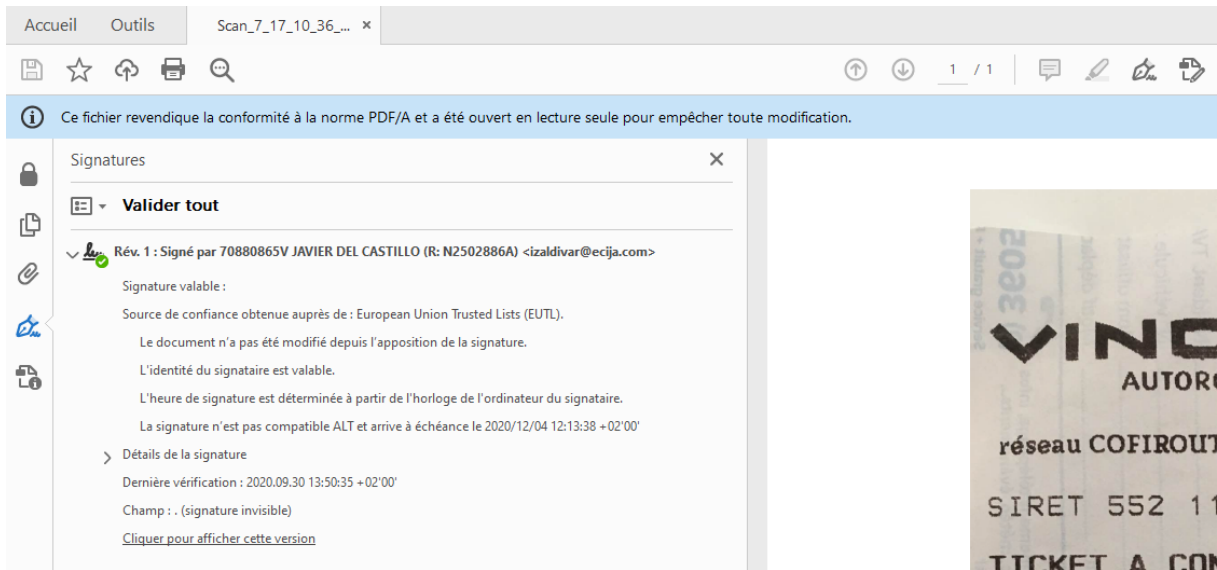 Accueil Outils Scan_7_17_10_36_... ×
1 / 1
Ce fichier revendique la conformité à la norme PDF/A et a été ouvert en lecture seule pour empêcher toute modification.
Signatures
Valider tout
Rév. 1 : Signé par 70880865V JAVIER DEL CASTILLO (R: N2502886A) <izaldivar@ecija.com>
Signature valable :
Source de confiance obtenue auprès de : European Union Trusted Lists (EUTL).
Le document n'a pas été modifié depuis l'apposition de la signature.
L'identité du signataire est valable.
L'heure de signature est déterminée à partir de l'horloge de l'ordinateur du signataire.
La signature n'est pas compatible ALT et arrive à échéance le 2020/12/04 12:13:38 +02'00'
Détails de la signature
Dernière vérification : 2020.09.30 13:50:35 +02'00'
Champ : . (signature invisible)
Cliquer pour afficher cette version
3605
VINC
AUTOR
réseau COFIROUT
SIRET 552 11
TICKET A CON